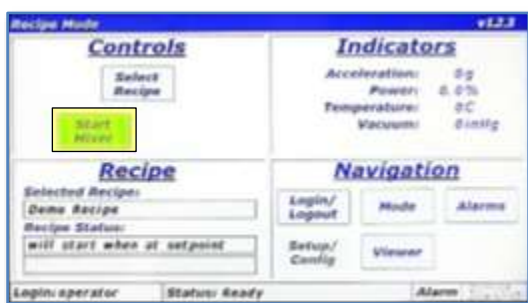 Recipe Mode v1.2.3
Controls
Select
Recipe
Start
Mixer
Indicators
Acceleration: 0g
Power: 0.0%
Temperature: 0C
Vacuum: 0inHg
Recipe
Selected Recipe:
Demo Recipe
Recipe Status:
will start when at setpoint
Navigation
Login/
Logout
Mode
Alarms
Setup/
Config
Viewer
Login: operator Status: Ready Alarm